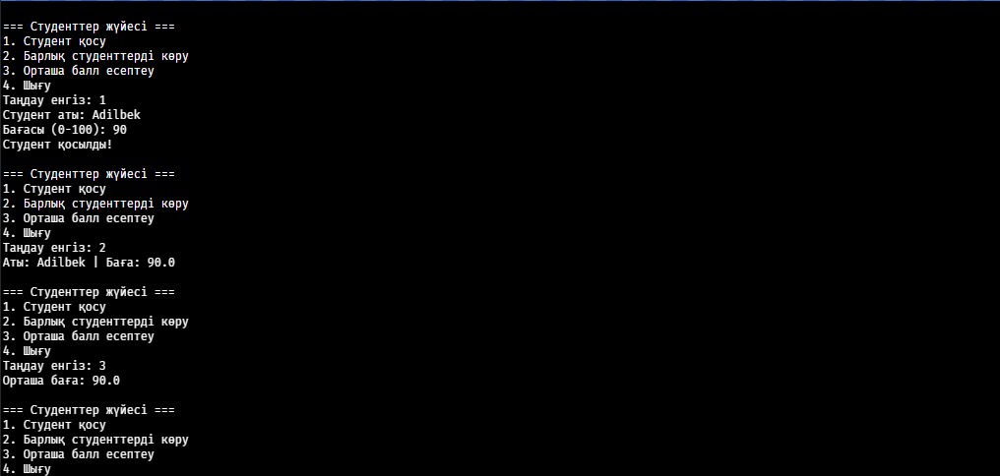 === Студенттер жүйесі ===
1. Студент қосу
2. Барлық студенттерді көру
3. Орташа балл есептеу
4. Шығу
Таңдау енгіз: 1
Студент аты: Adilbek
Бағасы (0-100): 90
Студент қосылды!
=== Студенттер жүйесі ===
1. Студент қосу
2. Барлық студенттерді көру
3. Орташа балл есептеу
4. Шығу
Таңдау енгіз: 2
Аты: Adilbek | Баға: 90.0
=== Студенттер жүйесі ===
1. Студент қосу
2. Барлық студенттерді көру
3. Орташа балл есептеу
4. Шығу
Таңдау енгіз: 3
Орташа баға: 90.0
=== Студенттер жүйесі ===
1. Студент қосу
2. Барлық студенттерді көру
3. Орташа балл есептеу
4. Шығу